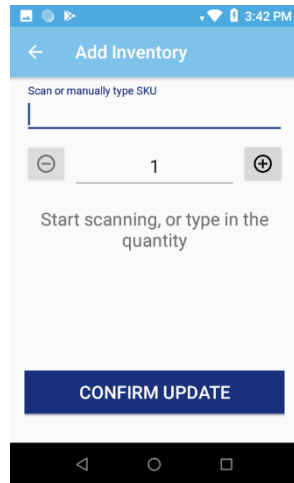 3:42 PM
Add Inventory
Scan or manually type SKU
1
Start scanning, or type in the
quantity
CONFIRM UPDATE